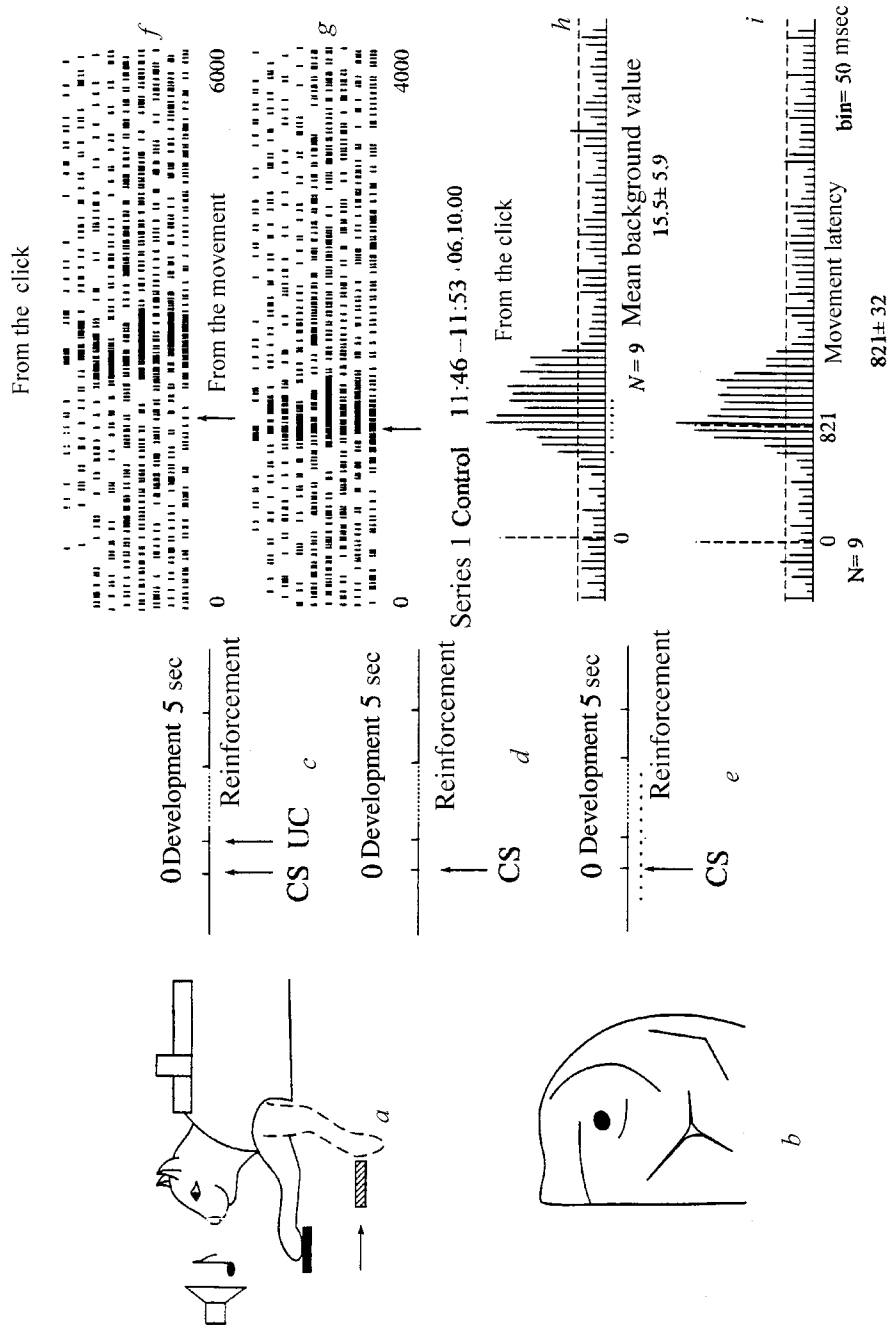 a
b
0 Development 5 sec
Reinforcement
CS UC
c
0 Development 5 sec
Reinforcement
CS
d
0 Development 5 sec
Reinforcement
CS
e
From the click
f
0
6000
From the movement
g
0
4000
Series 1 Control 11:46–11:53 06.10.00
From the click
h
0
N = 9 Mean background value
15.5± 5.9
i
0
821
N= 9
Movement latency
bin= 50 msec
821± 32